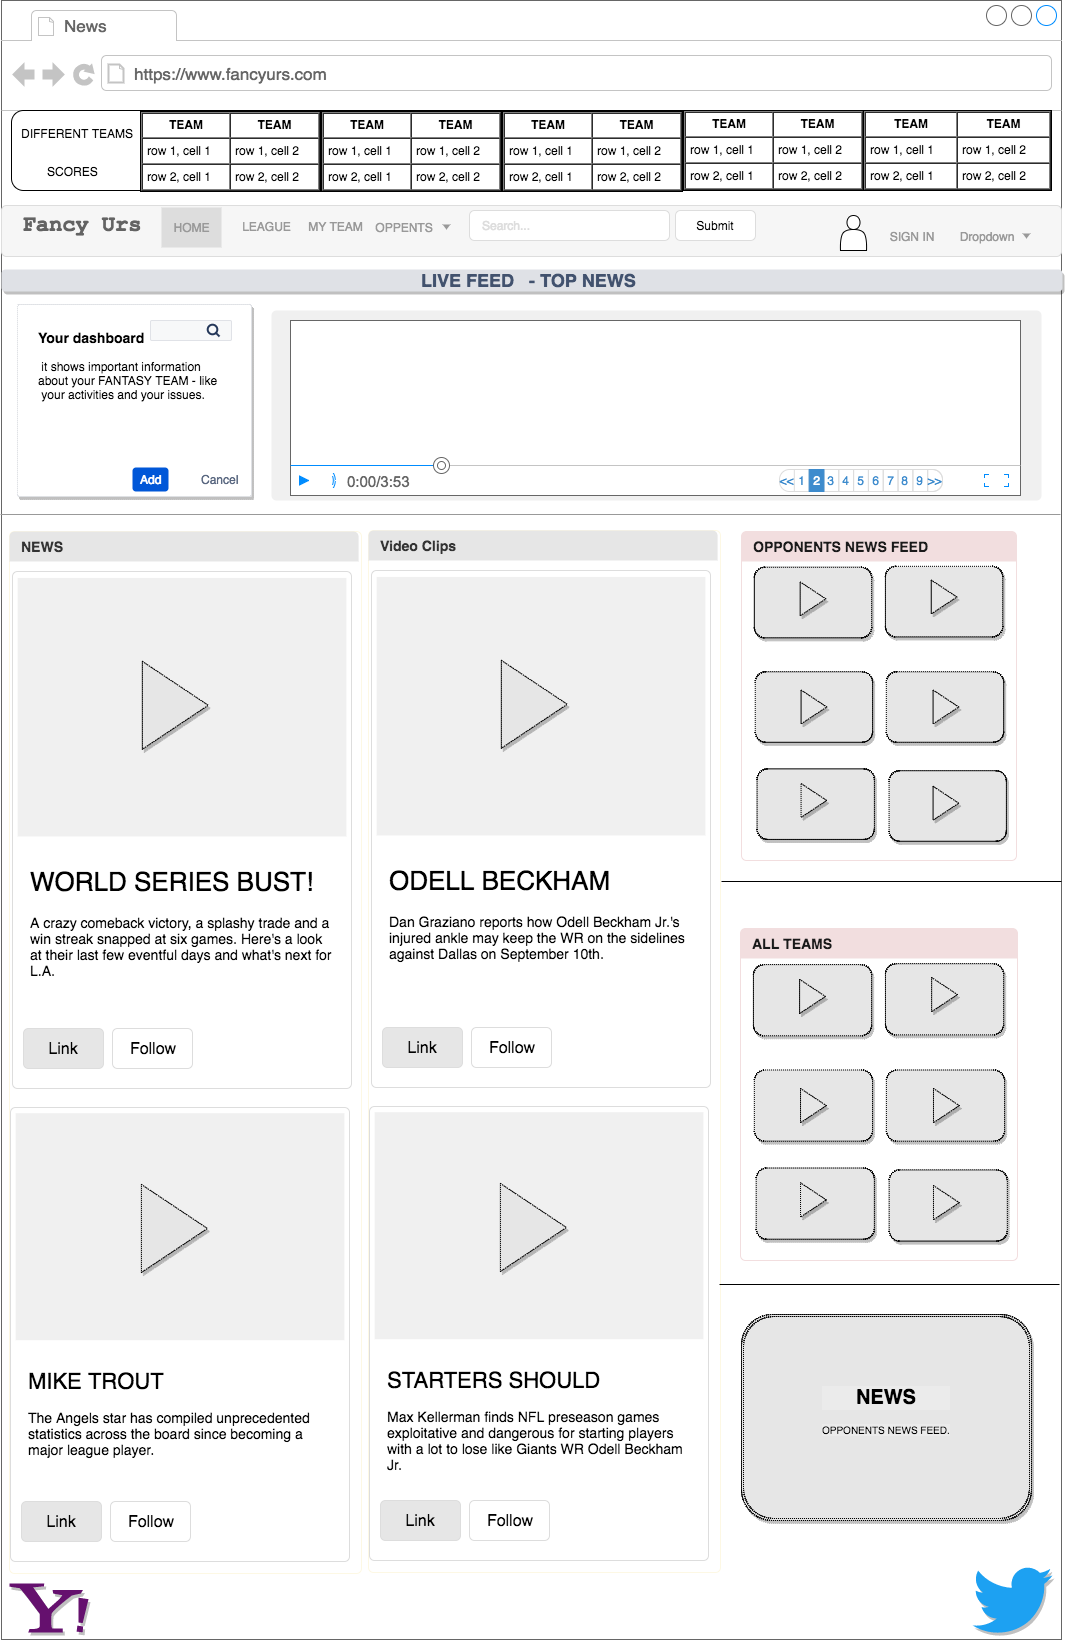 News
https://www.fancyurs.com
DIFFERENT TEAMS
SCORES
TEAM TEAM TEAM TEAM TEAM TEAM TEAM TEAM TEAM TEAM
row 1, cell 1 row 1, cell 2 row 1, cell 1 row 1, cell 2 row 1, cell 1 row 1, cell 2 row 1, cell 1 row 1, cell 2 row 1, cell 1 row 1, cell 2
row 2, cell 1 row 2, cell 2 row 2, cell 1 row 2, cell 2 row 2, cell 1 row 2, cell 2 row 2, cell 1 row 2, cell 2 row 2, cell 1 row 2, cell 2
Fancy Urs HOME LEAGUE MY TEAM OPPENTS Search... Submit SIGN IN Dropdown
LIVE FEED - TOP NEWS
Your dashboard
it shows important information
about your FANTASY TEAM - like
your activities and your issues.
Add Cancel
0:00/3:53 << 1 2 3 4 5 6 7 8 9 >>
NEWS
WORLD SERIES BUST!
A crazy comeback victory, a splashy trade and a
win streak snapped at six games. Here's a look
at their last few eventful days and what's next for
L.A.
Link Follow
MIKE TROUT
The Angels star has compiled unprecedented
statistics across the board since becoming a
major league player.
Link Follow
Video Clips
ODELL BECKHAM
Dan Graziano reports how Odell Beckham Jr.'s
injured ankle may keep the WR on the sidelines
against Dallas on September 10th.
Link Follow
STARTERS SHOULD
Max Kellerman finds NFL preseason games
exploitative and dangerous for starting players
with a lot to lose like Giants WR Odell Beckham
Jr.
Link Follow
OPPONENTS NEWS FEED
ALL TEAMS
NEWS
OPPONENTS NEWS FEED.
Y!